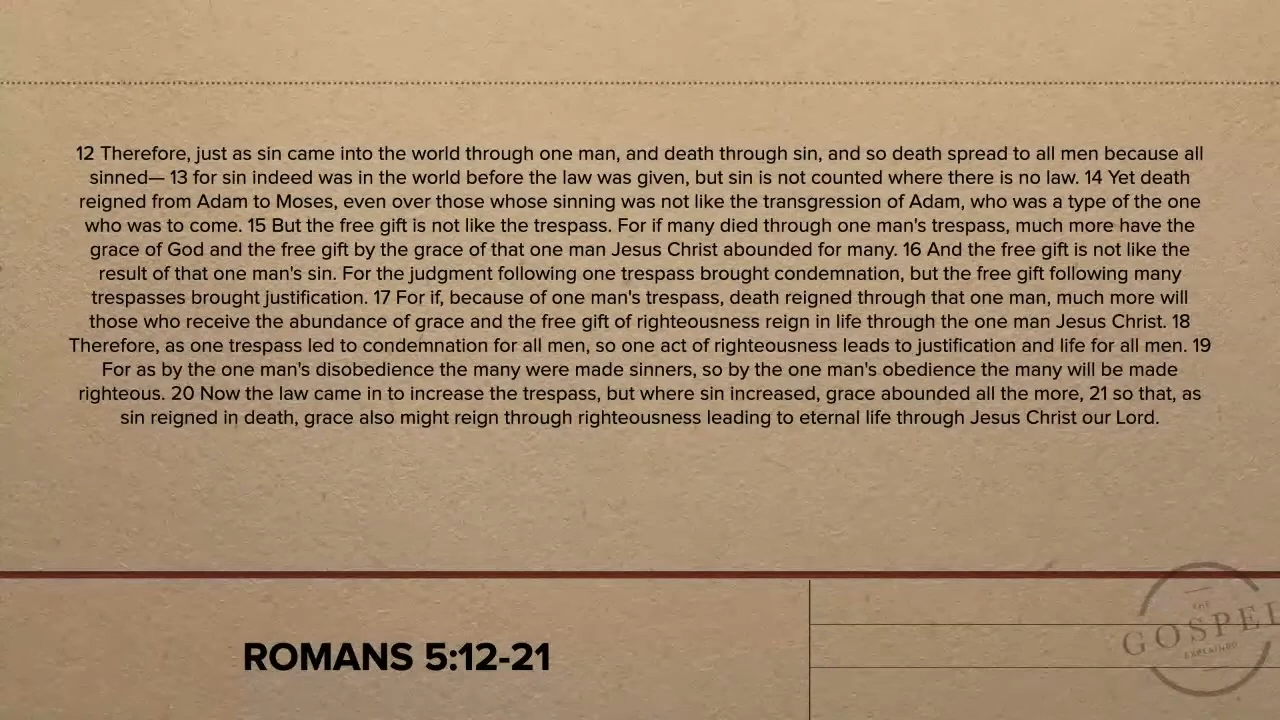 12 Therefore, just as sin came into the world through one man, and death through sin, and so death spread to all men because all
sinned— 13 for sin indeed was in the world before the law was given, but sin is not counted where there is no law. 14 Yet death
reigned from Adam to Moses, even over those whose sinning was not like the transgression of Adam, who was a type of the one
who was to come. 15 But the free gift is not like the trespass. For if many died through one man's trespass, much more have the
grace of God and the free gift by the grace of that one man Jesus Christ abounded for many. 16 And the free gift is not like the
result of that one man's sin. For the judgment following one trespass brought condemnation, but the free gift following many
trespasses brought justification. 17 For if, because of one man's trespass, death reigned through that one man, much more will
those who receive the abundance of grace and the free gift of righteousness reign in life through the one man Jesus Christ. 18
Therefore, as one trespass led to condemnation for all men, so one act of righteousness leads to justification and life for all men. 19
For as by the one man's disobedience the many were made sinners, so by the one man's obedience the many will be made
righteous. 20 Now the law came in to increase the trespass, but where sin increased, grace abounded all the more, 21 so that, as
sin reigned in death, grace also might reign through righteousness leading to eternal life through Jesus Christ our Lord.
ROMANS 5:12-21
THE
GOSPEL
EXPLAINED